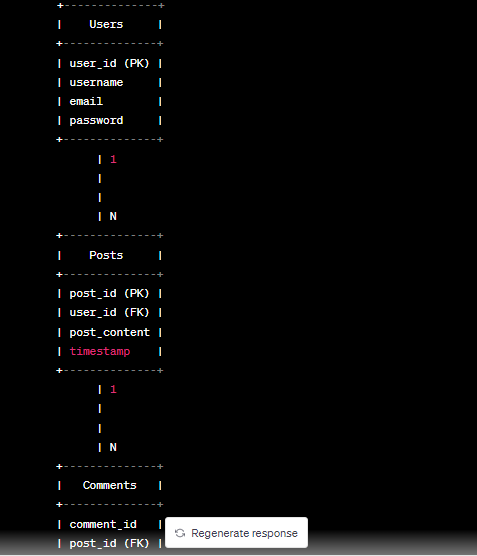 +--------------+
|    Users     |
+--------------+
| user_id (PK) |
| username     |
| email        |
| password     |
+--------------+
      | 1
      |
      |
      | N
+--------------+
|    Posts     |
+--------------+
| post_id (PK) |
| user_id (FK) |
| post_content |
| timestamp    |
+--------------+
      | 1
      |
      |
      | N
+--------------+
|   Comments   |
+--------------+
| comment_id   |
| post_id (FK) |
Regenerate response